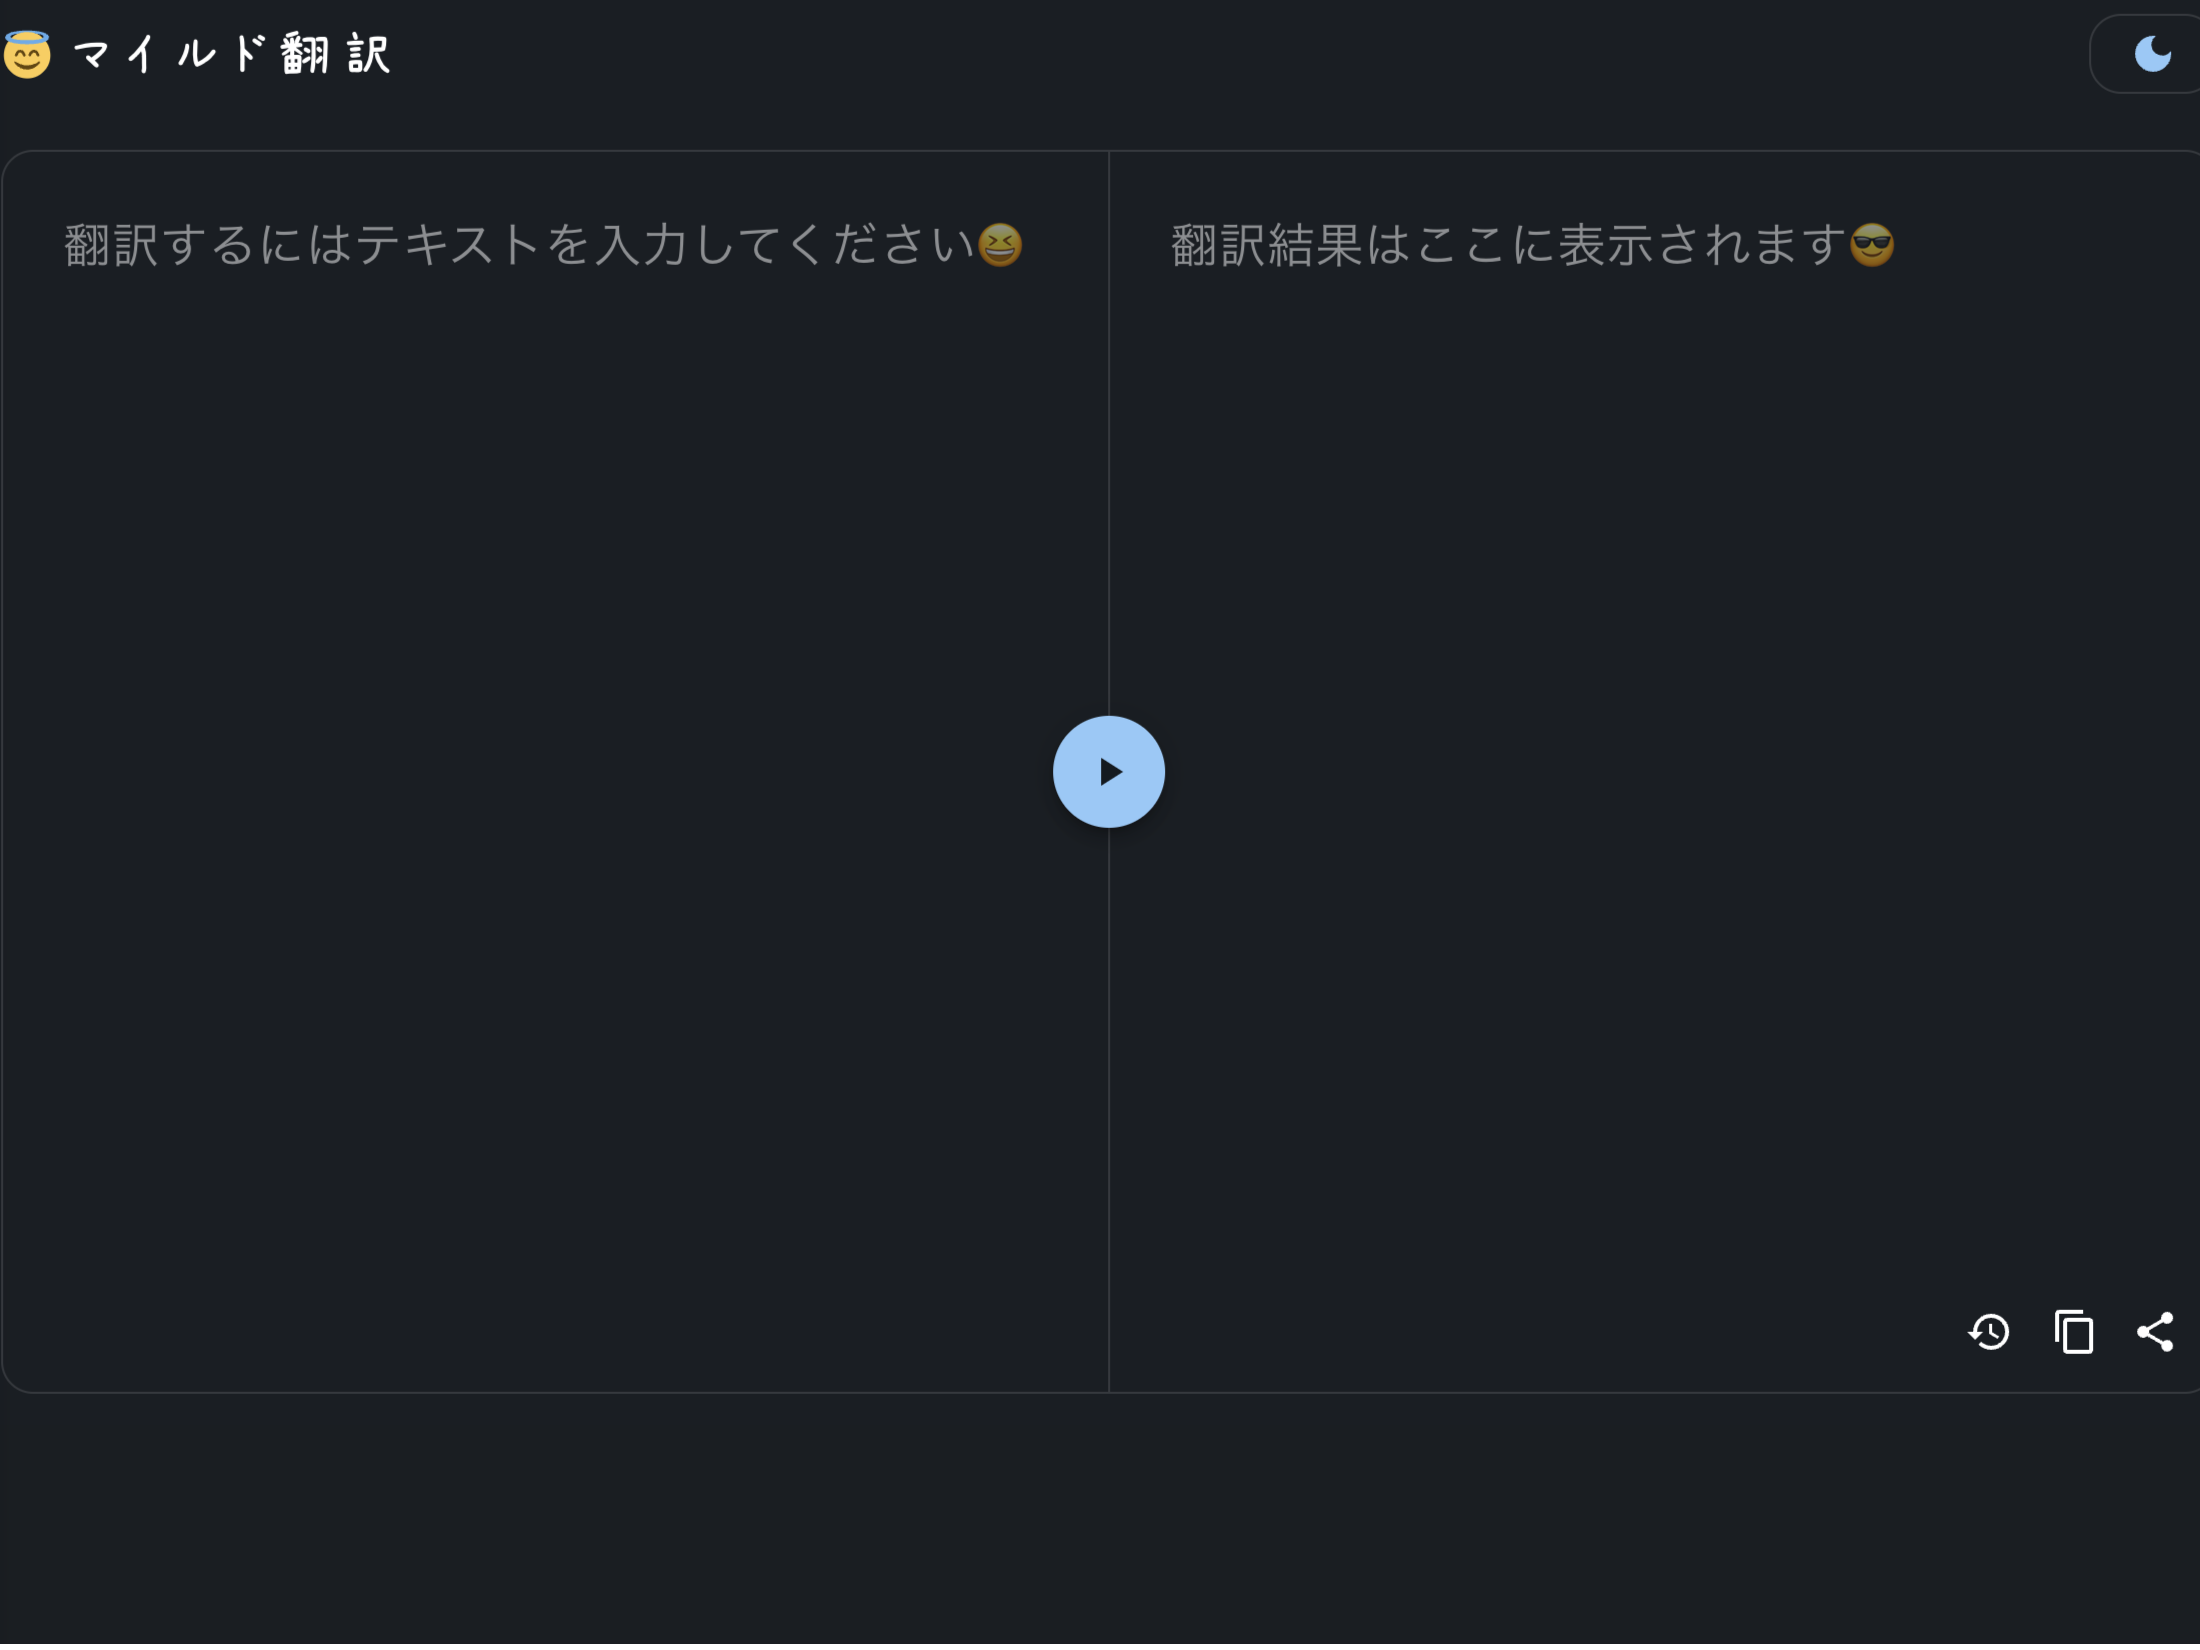 😇 マイルド翻訳
翻訳するにはテキストを入力してください😆
翻訳結果はここに表示されます😎